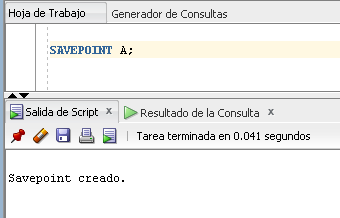 Hoja de Trabajo Generador de Consultas
SAVEPOINT A;
Salida de Script x Resultado de la Consulta x
Tarea terminada en 0.041 segundos
Savepoint creado.